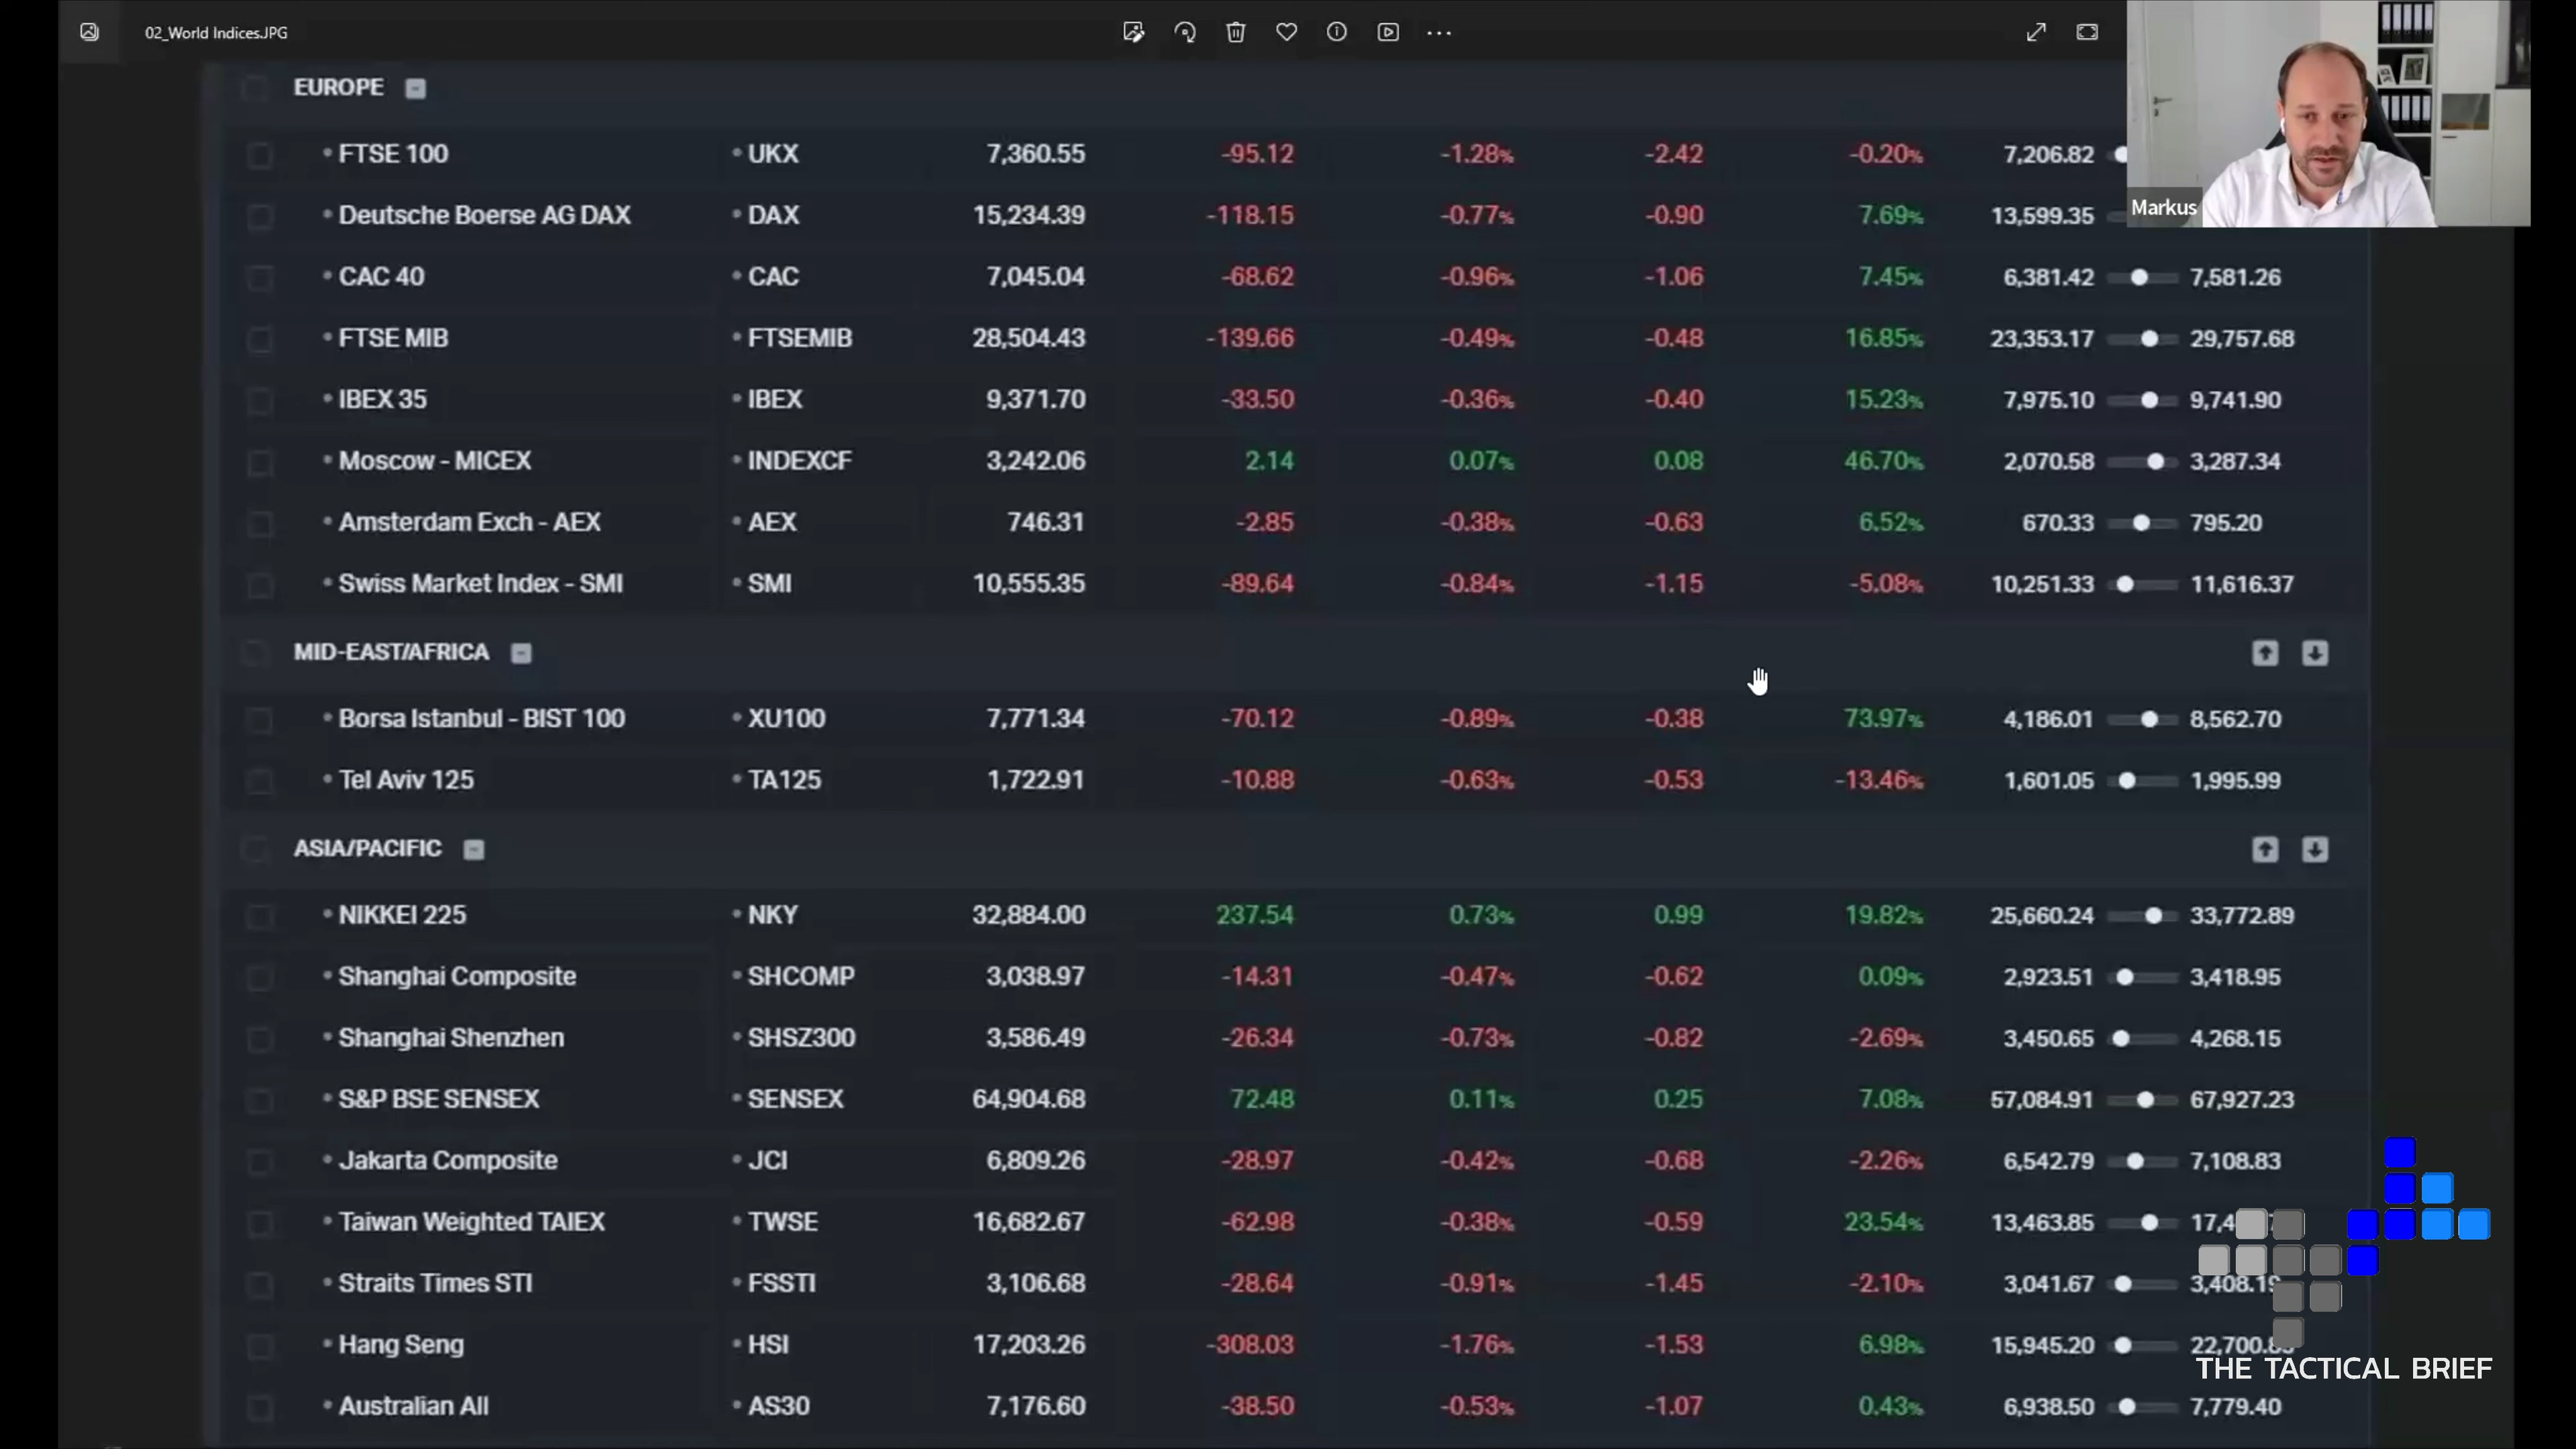 02_World Indices.JPG
Markus
EUROPE
• FTSE 100 • UKX 7,360.55 -95.12 -1.28% -2.42 -0.20% 7,206.82
• Deutsche Boerse AG DAX • DAX 15,234.39 -118.15 -0.77% -0.90 7.69% 13,599.35
• CAC 40 • CAC 7,045.04 -68.62 -0.96% -1.06 7.45% 6,381.42 7,581.26
• FTSE MIB • FTSEMIB 28,504.43 -139.66 -0.49% -0.48 16.85% 23,353.17 29,757.68
• IBEX 35 • IBEX 9,371.70 -33.50 -0.36% -0.40 15.23% 7,975.10 9,741.90
• Moscow - MICEX • INDEXCF 3,242.06 2.14 0.07% 0.08 46.70% 2,070.58 3,287.34
• Amsterdam Exch - AEX • AEX 746.31 -2.85 -0.38% -0.63 6.52% 670.33 795.20
• Swiss Market Index - SMI • SMI 10,555.35 -89.64 -0.84% -1.15 -5.08% 10,251.33 11,616.37
MID-EAST/AFRICA
• Borsa Istanbul - BIST 100 • XU100 7,771.34 -70.12 -0.89% -0.38 73.97% 4,186.01 8,562.70
• Tel Aviv 125 • TA125 1,722.91 -10.88 -0.63% -0.53 -13.46% 1,601.05 1,995.99
ASIA/PACIFIC
• NIKKEI 225 • NKY 32,884.00 237.54 0.73% 0.99 19.82% 25,660.24 33,772.89
• Shanghai Composite • SHCOMP 3,038.97 -14.31 -0.47% -0.62 0.09% 2,923.51 3,418.95
• Shanghai Shenzhen • SHSZ300 3,586.49 -26.34 -0.73% -0.82 -2.69% 3,450.65 4,268.15
• S&P BSE SENSEX • SENSEX 64,904.68 72.48 0.11% 0.25 7.08% 57,084.91 67,927.23
• Jakarta Composite • JCI 6,809.26 -28.97 -0.42% -0.68 -2.26% 6,542.79 7,108.83
• Taiwan Weighted TAIEX • TWSE 16,682.67 -62.98 -0.38% -0.59 23.54% 13,463.85
• Straits Times STI • FSSTI 3,106.68 -28.64 -0.91% -1.45 -2.10% 3,041.67 3,408.19
• Hang Seng • HSI 17,203.26 -308.03 -1.76% -1.53 6.98% 15,945.20
• Australian All • AS30 7,176.60 -38.50 -0.53% -1.07 0.43% 6,938.50 7,779.40
THE TACTICAL BRIEF